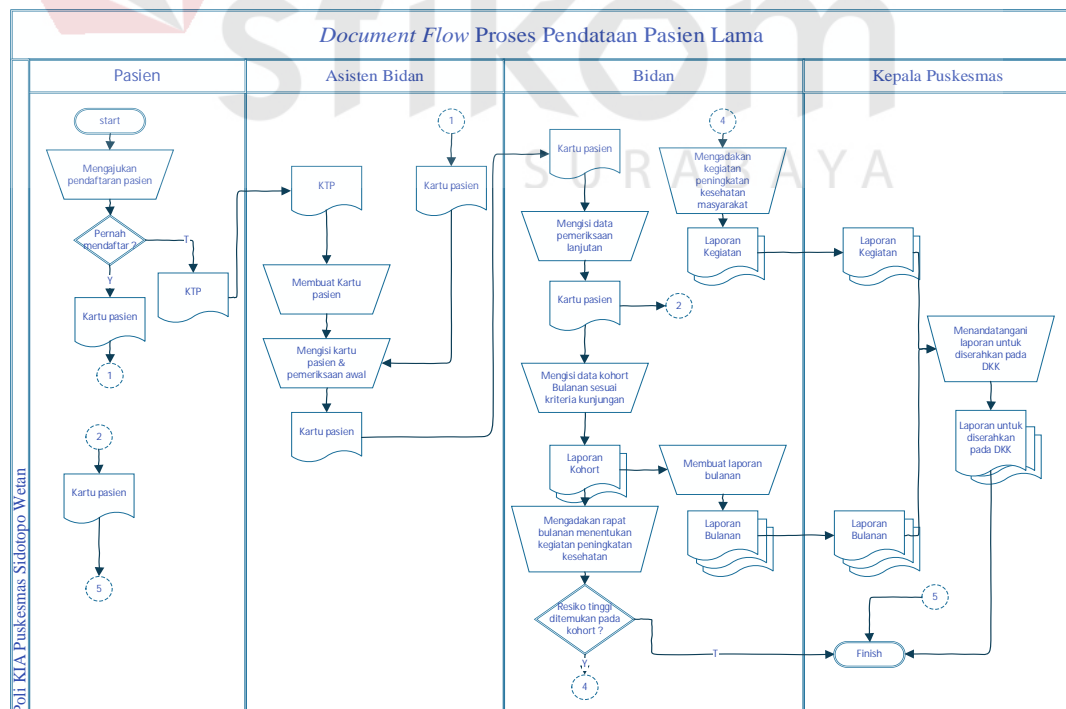 stikom
SURABAYA
Document Flow Proses Pendataan Pasien Lama
Poli KIA Puskesmas Sidotopo Wetan
Pasien
Asisten Bidan
Bidan
Kepala Puskesmas
start
Mengajukan
pendaftaran pasien
Pernah
mendaftar ?
T
Y
KTP
Kartu pasien
1
2
Kartu pasien
5
1
KTP
Kartu pasien
Membuat Kartu
pasien
Mengisi kartu
pasien &
pemeriksaan awal
Kartu pasien
Kartu pasien
Mengisi data
pemeriksaan
lanjutan
Kartu pasien
2
Mengisi data kohort
Bulanan sesuai
kriteria kunjungan
Laporan
Kohort
Membuat laporan
bulanan
Laporan
Bulanan
Mengadakan rapat
bulanan menentukan
kegiatan peningkatan
kesehatan
Resiko tinggi
ditemukan pada
kohort ?
T
Y
4
4
Mengadakan
kegiatan
peningkatan
kesehatan
masyarakat
Laporan
Kegiatan
Laporan
Kegiatan
Menandatangani
laporan untuk
diserahkan pada
DKK
Laporan untuk
diserahkan
pada DKK
Laporan
Bulanan
5
Finish